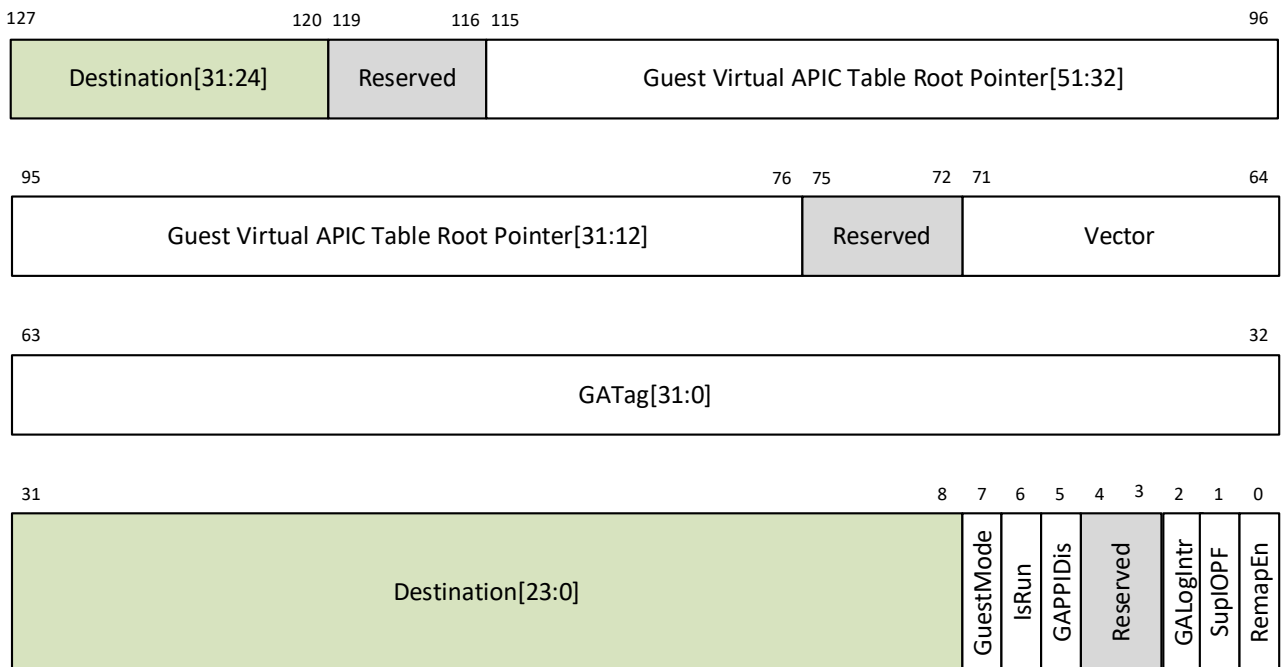 127 120 119 116 115 96
Destination[31:24] Reserved Guest Virtual APIC Table Root Pointer[51:32]
95 76 75 72 71 64
Guest Virtual APIC Table Root Pointer[31:12] Reserved Vector
63 32
GATag[31:0]
31 8 7 6 5 4 3 2 1 0
Destination[23:0] GuestMode IsRun GAPPIDis Reserved GALogIntr SupIOPF RemapEn